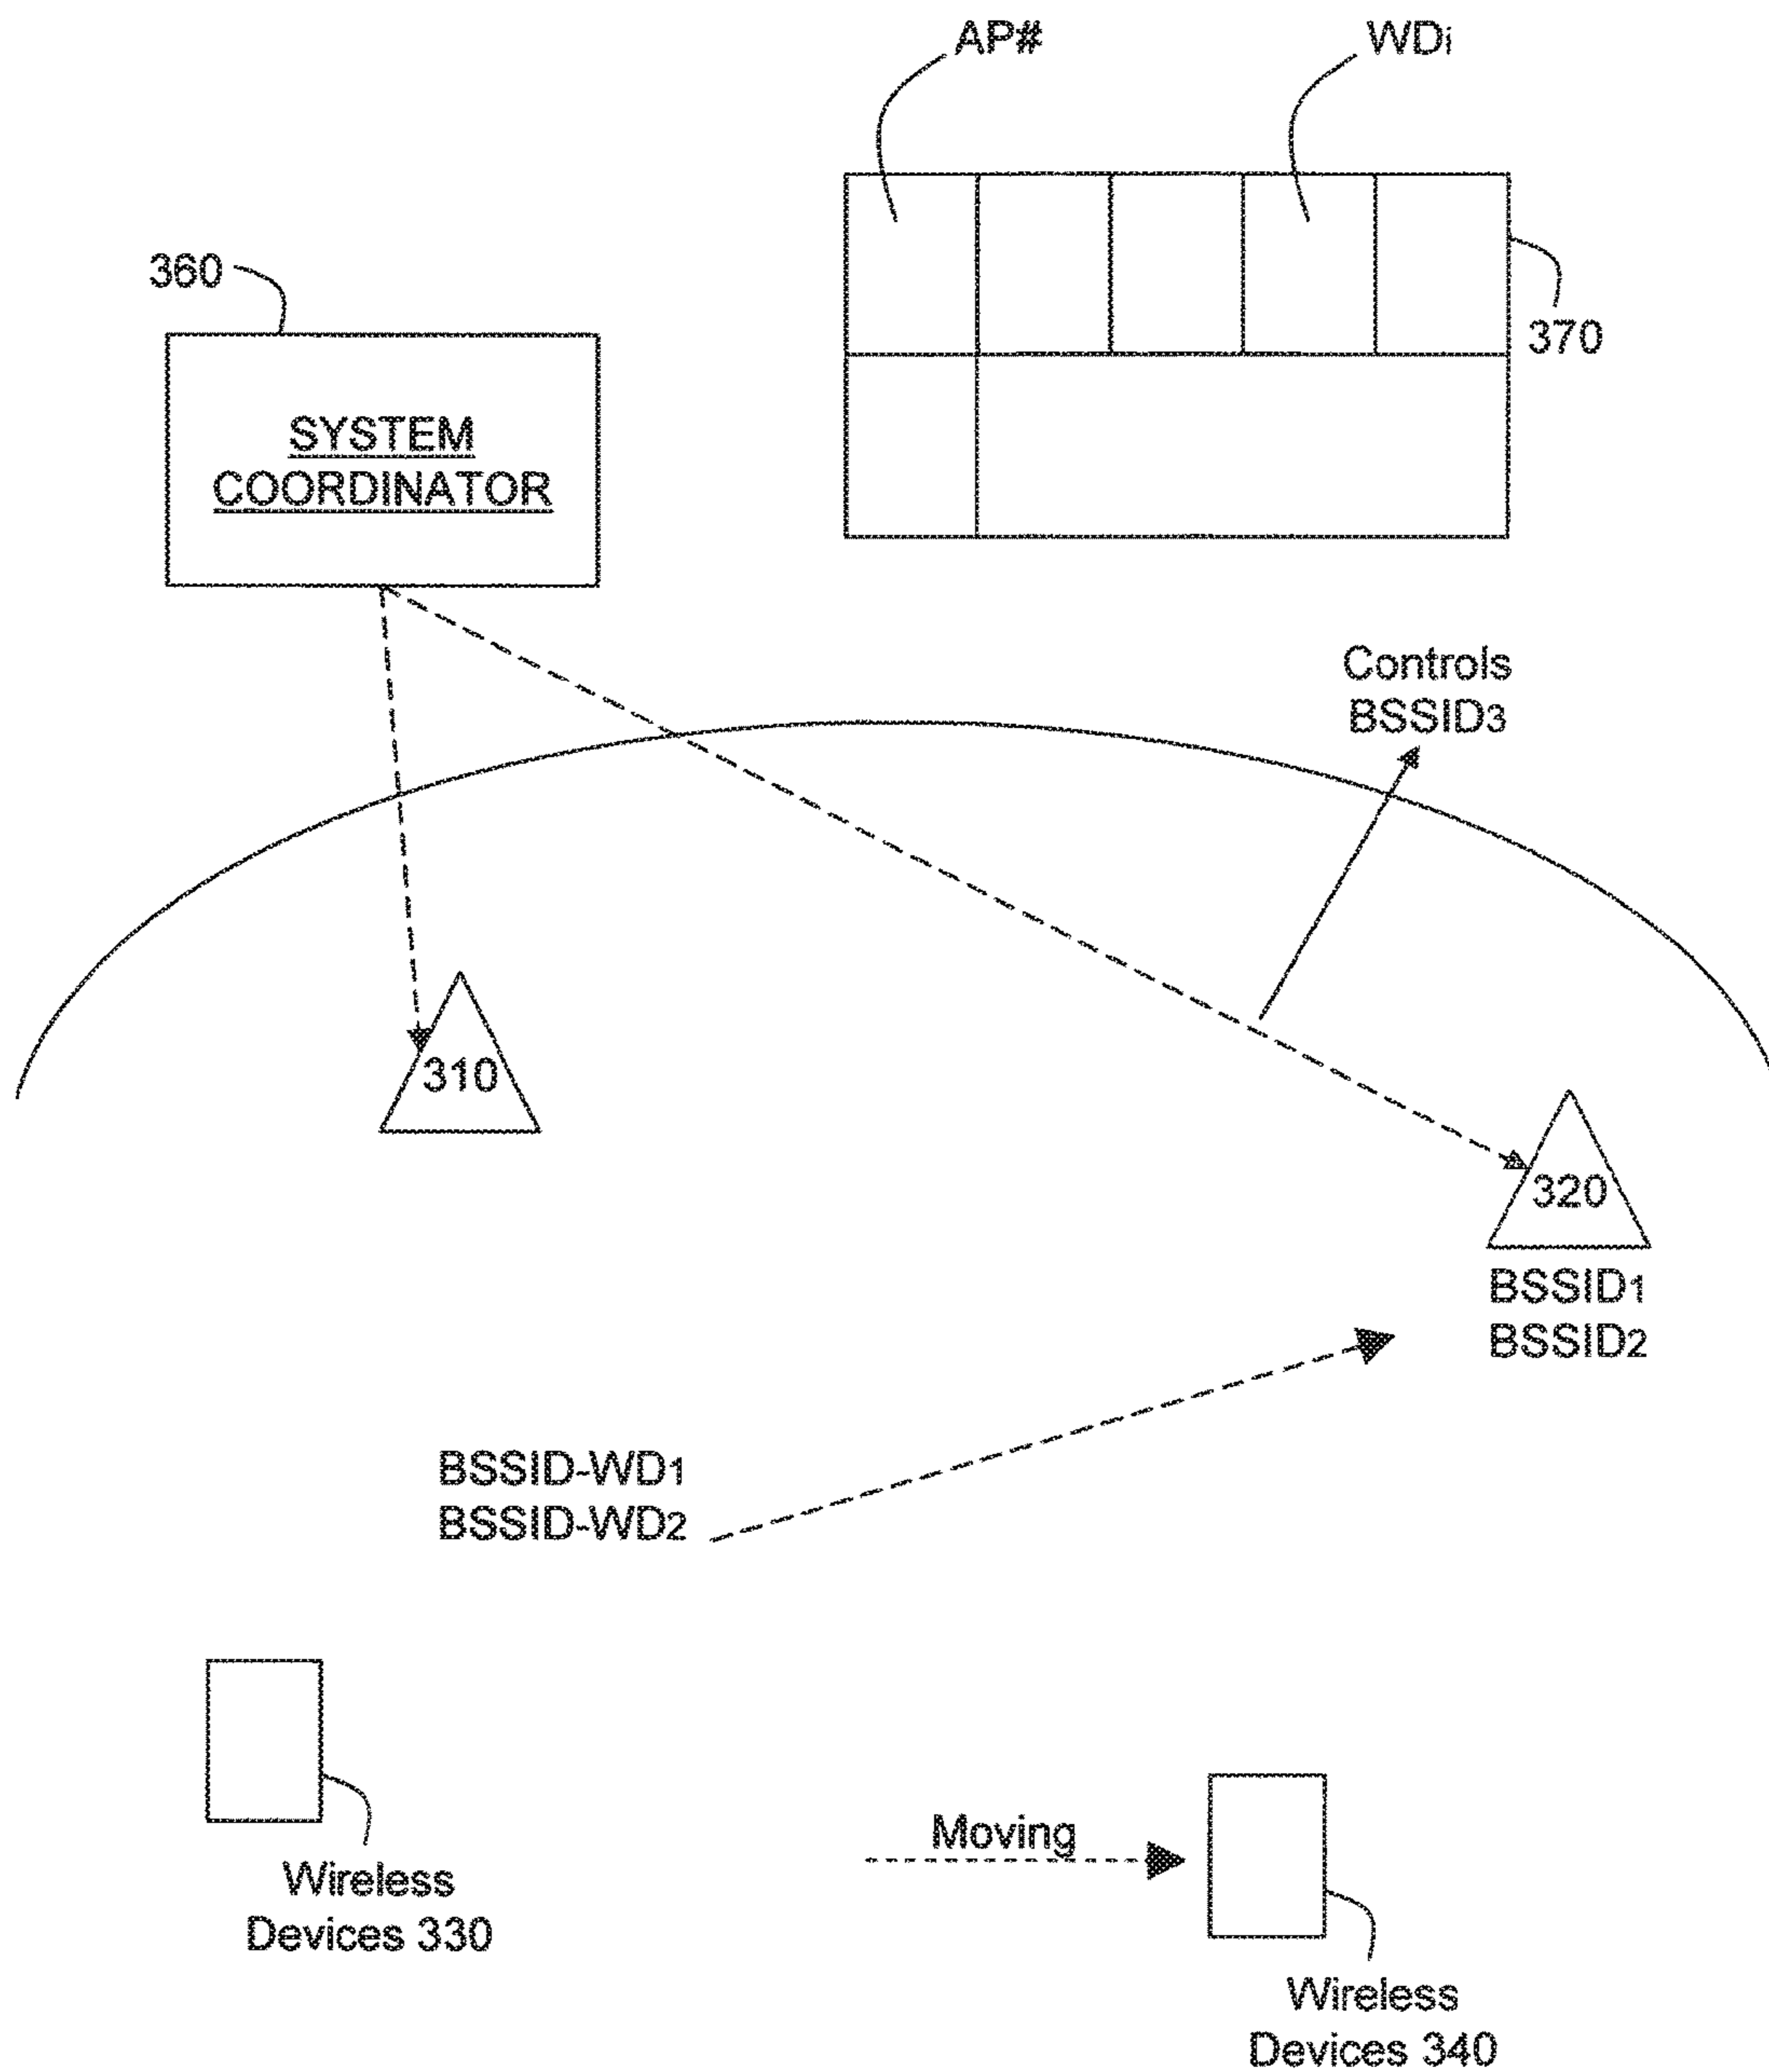 AP#
WDi
360
370
SYSTEM
COORDINATOR
Controls
BSSID3
310
320
BSSID1
BSSID2
BSSID-WD1
BSSID-WD2
Moving
Wireless
Devices 330
Wireless
Devices 340